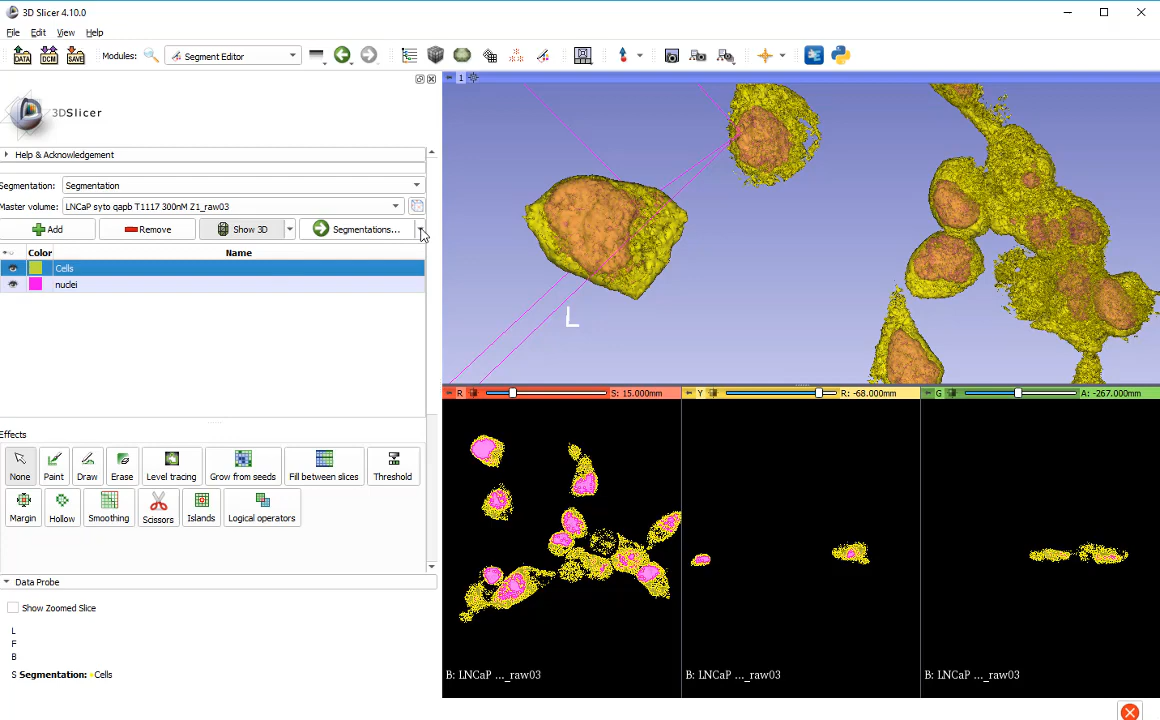 3D Slicer 4.10.0
File Edit View Help
DATA DCM SAVE Modules: Segment Editor
3DSlicer
Help & Acknowledgement
Segmentation: Segmentation
Master volume: LNCaP syto qapb T1117 300nM Z1_raw03
Add Remove Show 3D Segmentations...
Color Name
Cells
nuclei
Effects
None Paint Draw Erase Level tracing Grow from seeds Fill between slices Threshold
Margin Hollow Smoothing Scissors Islands Logical operators
Data Probe
Show Zoomed Slice
L
F
B
S Segmentation: Cells
1
L
R S: 15.000mm
Y R: -68.000mm
G A: -267.000mm
B: LNCaP ..._raw03
B: LNCaP ..._raw03
B: LNCaP ..._raw03